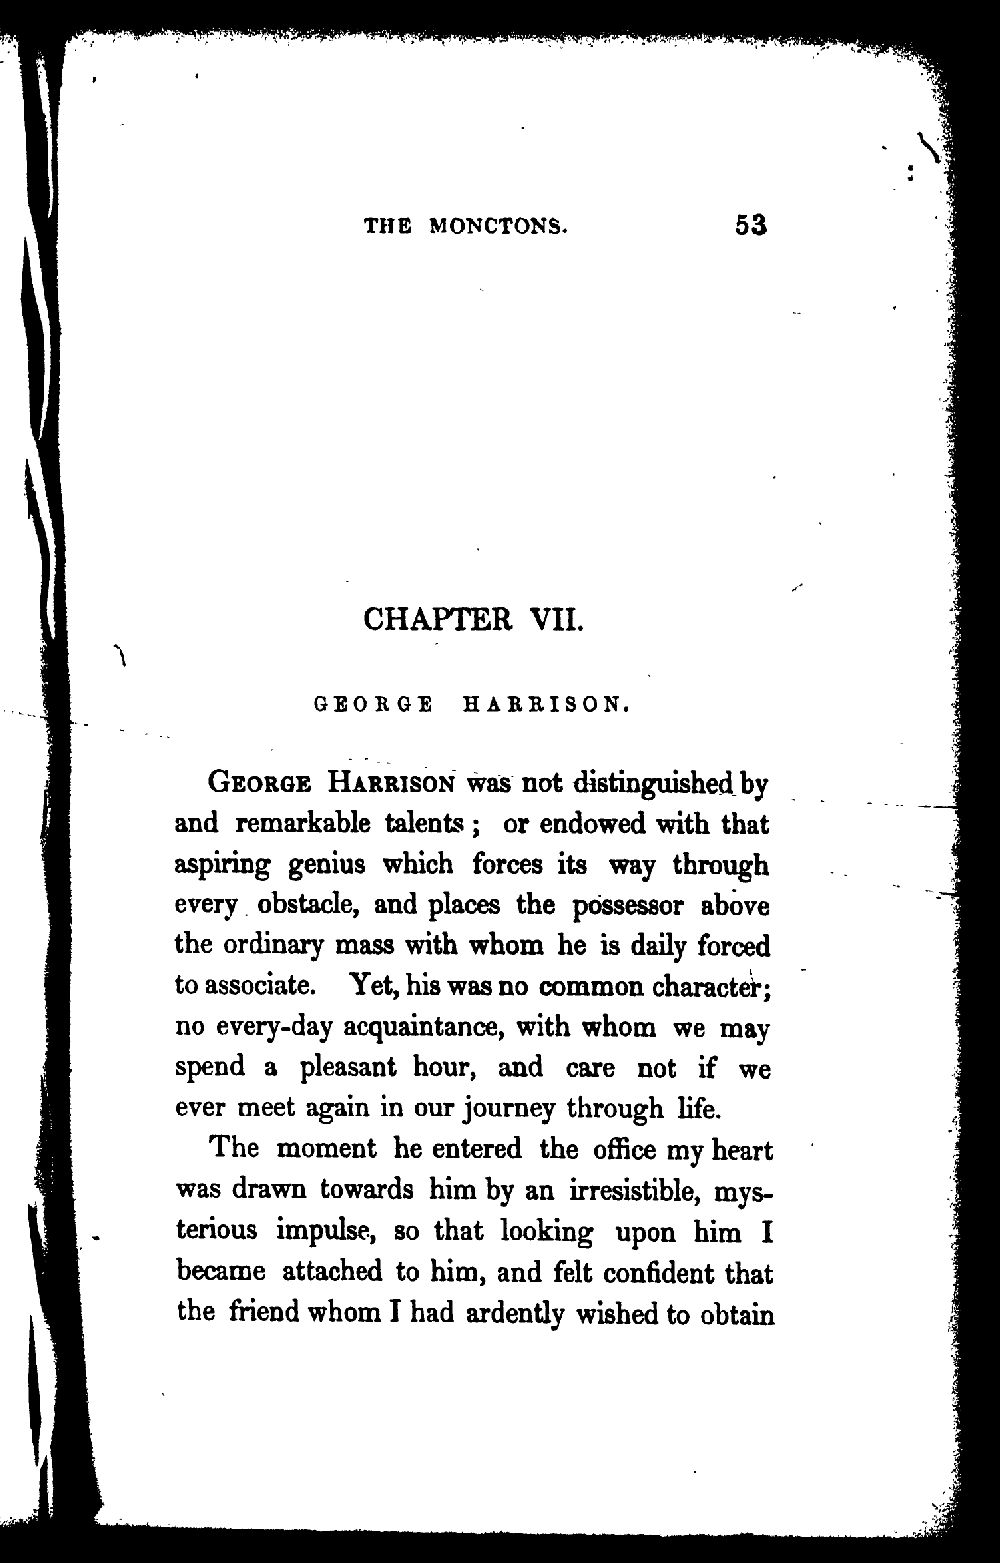 THE MONCTONS. 53
CHAPTER VII.
GEORGE HARRISON.
GEORGE HARRISON was not distinguished by
and remarkable talents ; or endowed with that
aspiring genius which forces its way through
every obstacle, and places the possessor above
the ordinary mass with whom he is daily forced
to associate. Yet, his was no common character;
no every-day acquaintance, with whom we may
spend a pleasant hour, and care not if we
ever meet again in our journey through life.
The moment he entered the office my heart
was drawn towards him by an irresistible, mys-
terious impulse, so that looking upon him I
became attached to him, and felt confident that
the friend whom I had ardently wished to obtain